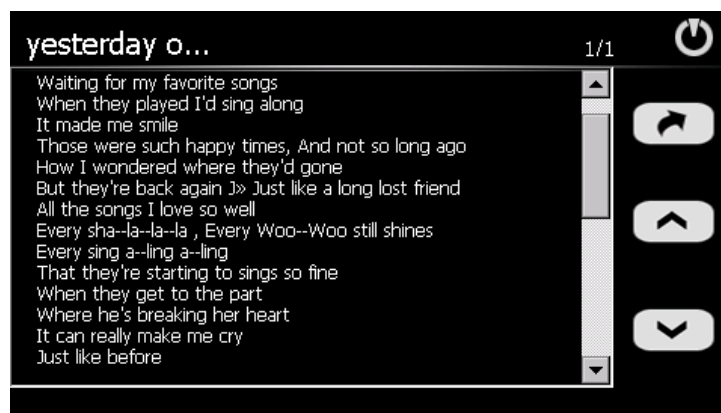 yesterday o...
1/1
Waiting for my favorite songs
When they played I'd sing along
It made me smile
Those were such happy times, And not so long ago
How I wondered where they'd gone
But they're back again J» Just like a long lost friend
All the songs I love so well
Every sha--la--la--la , Every Woo--Woo still shines
Every sing a--ling a--ling
That they're starting to sings so fine
When they get to the part
Where he's breaking her heart
It can really make me cry
Just like before